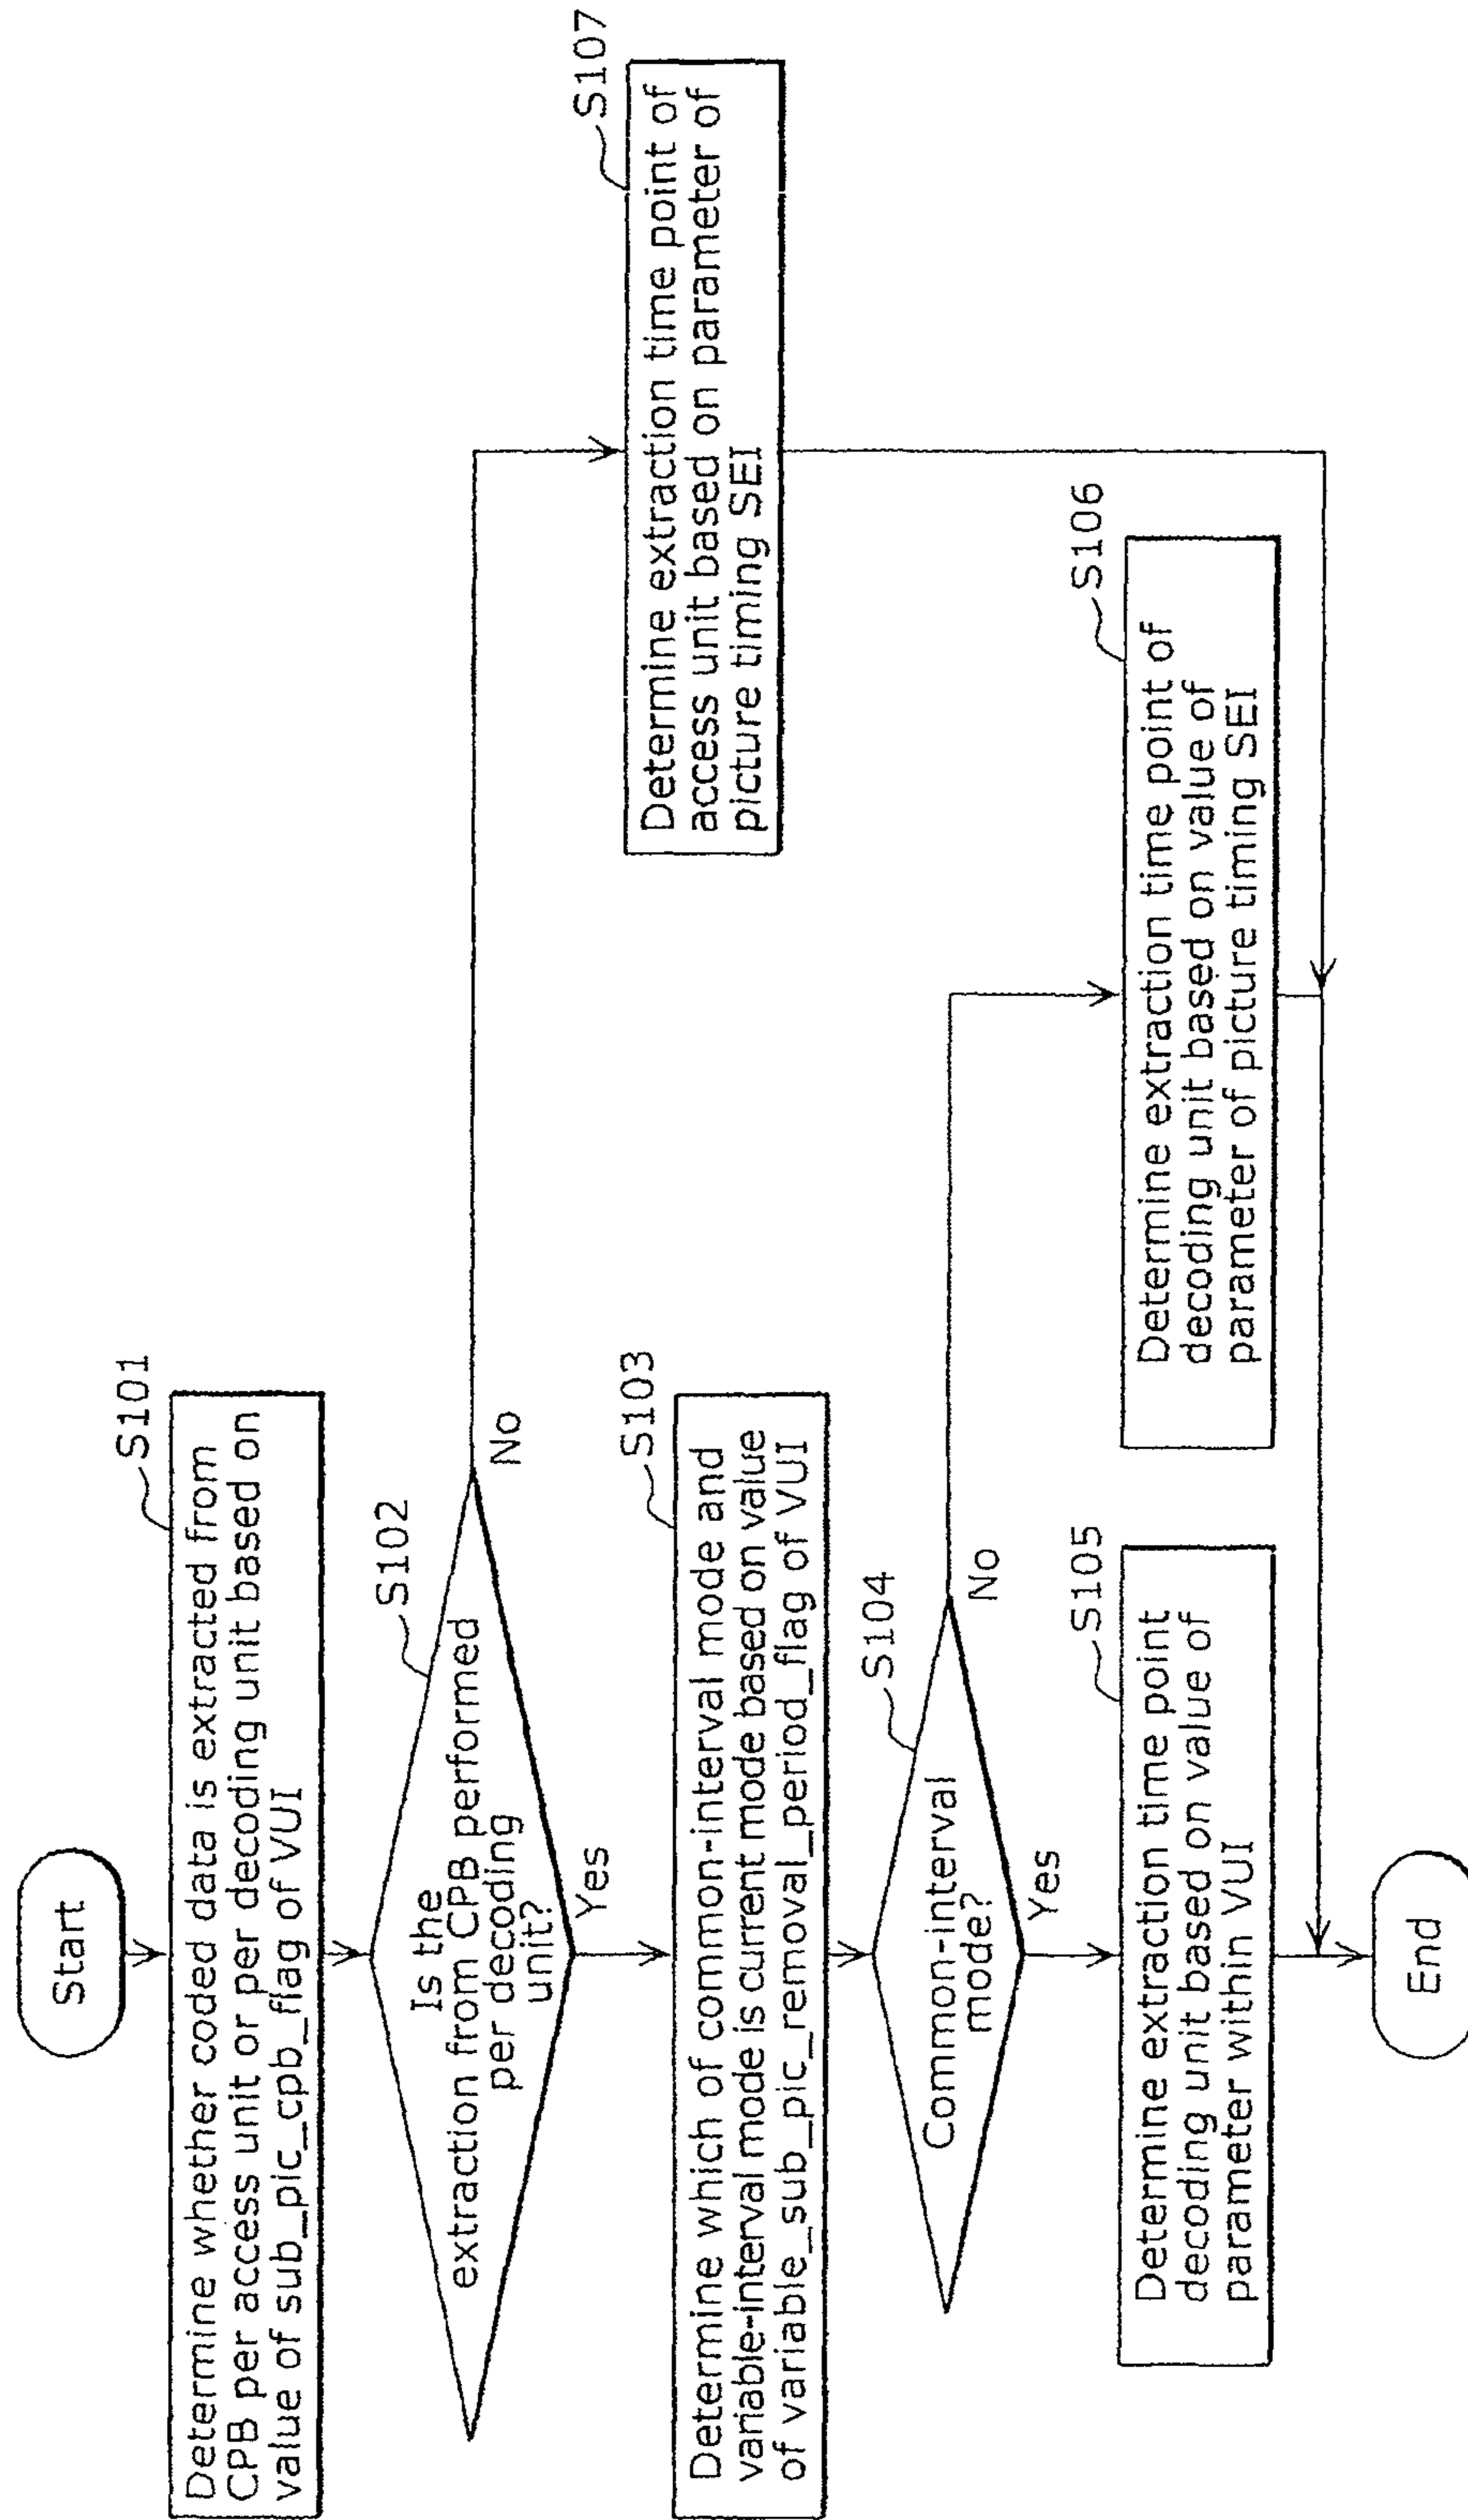 Start
S101
Determine whether coded data is extracted from
CPB per access unit or per decoding unit based on
value of sub_pic_cpb_flag of VUI
S102
Is the
extraction from CPB performed
per decoding
unit?
No
Yes
S103
Determine which of common-interval mode and
variable-interval mode is current mode based on value
of variable_sub_pic_removal_period_flag of VUI
S104
Common-interval
mode?
No
Yes
S105
Determine extraction time point
decoding unit based on value of
parameter within VUI
S106
Determine extraction time point of
decoding unit based on value of
parameter of picture timing SEI
S107
Determine extraction time point of
access unit based on parameter of
picture timing SEI
End